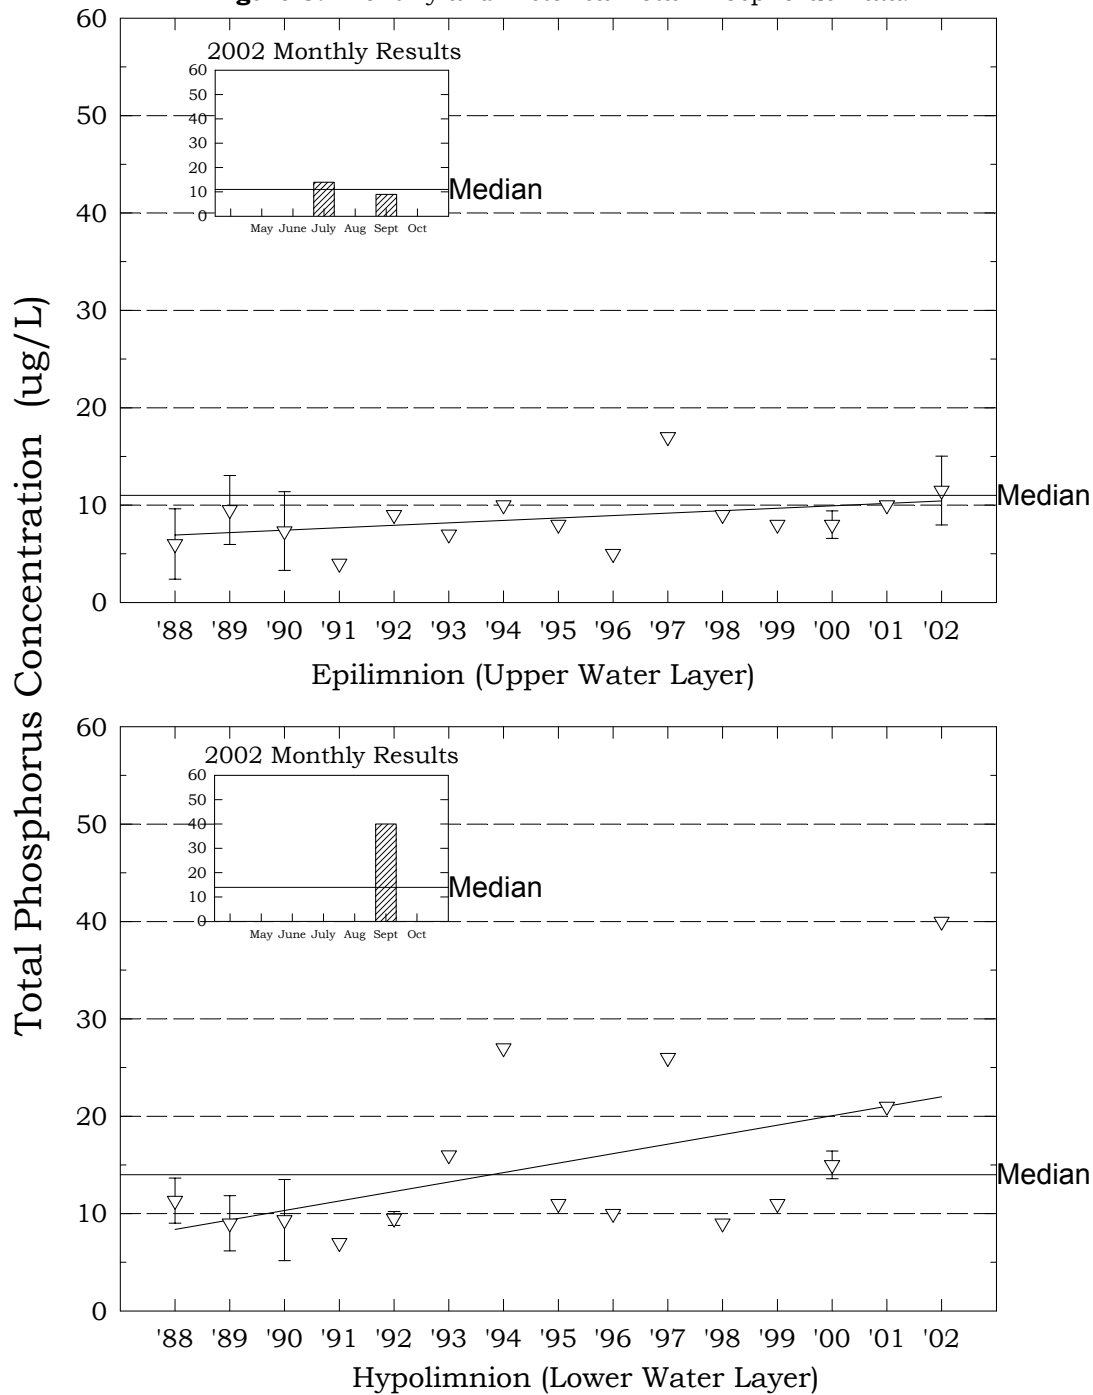 2002 Monthly Results
60
50
40
30
20
10
0
Median
May June July Aug Sept Oct
60
50
40
30
20
10
0
Median
'88 '89 '90 '91 '92 '93 '94 '95 '96 '97 '98 '99 '00 '01 '02
Epilimnion (Upper Water Layer)
Total Phosphorus Concentration (ug/L)
2002 Monthly Results
60
50
40
30
20
10
0
Median
May June July Aug Sept Oct
60
50
40
30
20
10
0
Median
'88 '89 '90 '91 '92 '93 '94 '95 '96 '97 '98 '99 '00 '01 '02
Hypolimnion (Lower Water Layer)